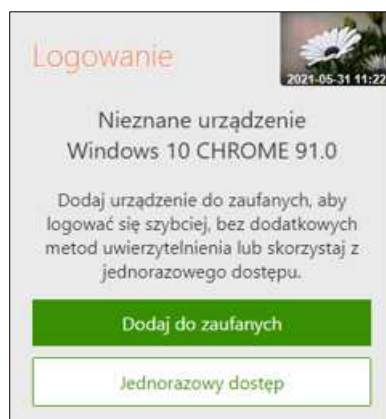 Logowanie
2021-05-31 11:22
Nieznane urządzenie
Windows 10 CHROME 91.0
Dodaj urządzenie do zaufanych, aby
logować się szybciej, bez dodatkowych
metod uwierzytelnienia lub skorzystaj z
jednorazowego dostępu.
Dodaj do zaufanych
Jednorazowy dostęp